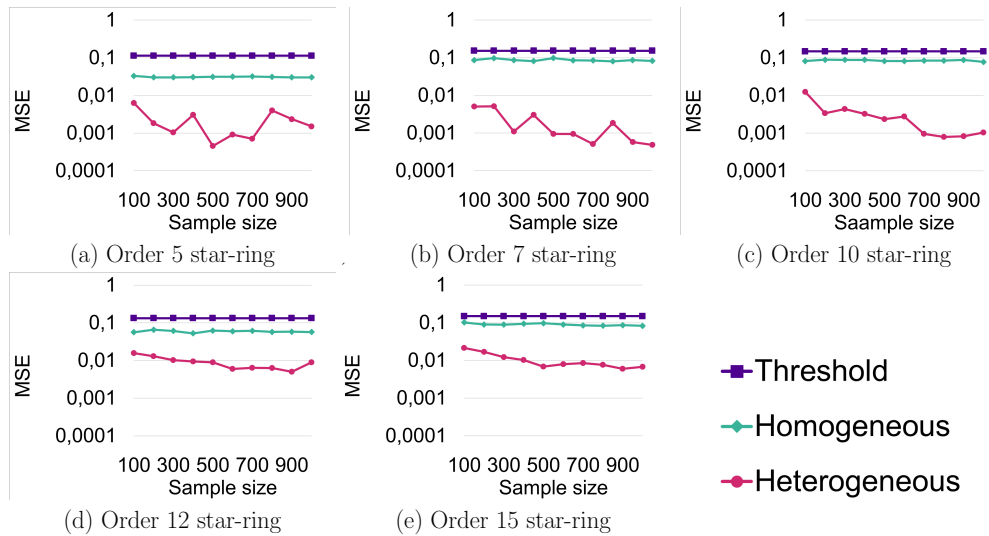 1
0,1
0,01
0,001
0,0001
MSE
100 300 500 700 900
Sample size
(a) Order 5 star-ring
1
0,1
0,01
0,001
0,0001
MSE
100 300 500 700 900
Sample size
(b) Order 7 star-ring
1
0,1
0,01
0,001
0,0001
MSE
100 300 500 700 900
Saample size
(c) Order 10 star-ring
1
0,1
0,01
0,001
0,0001
MSE
100 300 500 700 900
Sample size
(d) Order 12 star-ring
1
0,1
0,01
0,001
0,0001
MSE
100 300 500 700 900
Sample size
(e) Order 15 star-ring
Threshold
Homogeneous
Heterogeneous